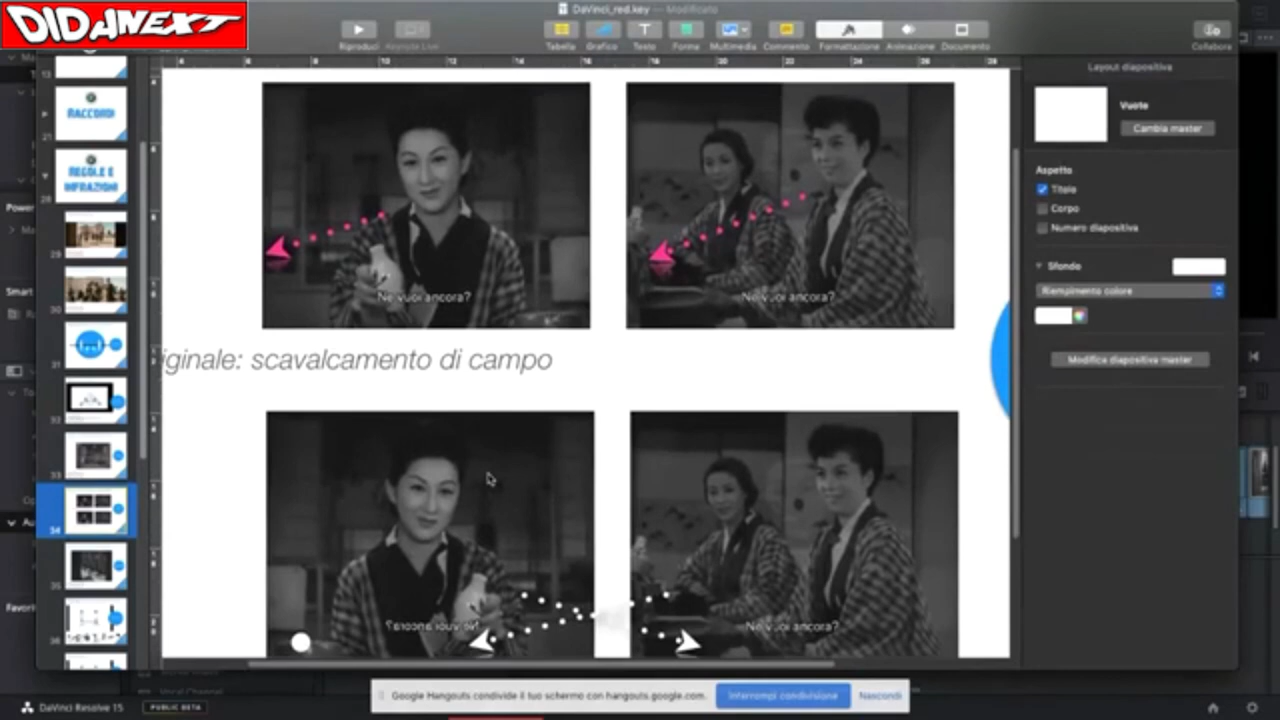 DIDANEXT
DaVinci_red.key — Modificato
Riproduci
Keynote Live
Tabella
Grafico
Testo
Forma
Multimedia
Commento
Formattazione
Animazione
Documento
Collabora
RACCORDI
REGOLE E
INFRAZIONI
Ne vuoi ancora?
Ne vuoi ancora?
iginale: scavalcamento di campo
Ne vuoi ancora?
Ne vuoi ancora?
Layout diapositiva
Vuoto
Cambia master
Aspetto
Titolo
Corpo
Numero diapositiva
Sfondo
Riempimento colore
Modifica diapositiva master
Power
Smart
Favori
Google Hangouts condivide il tuo schermo con hangouts.google.com.
Interrompi condivisione
Nascondi
DaVinci Resolve 15
PUBLIC BETA